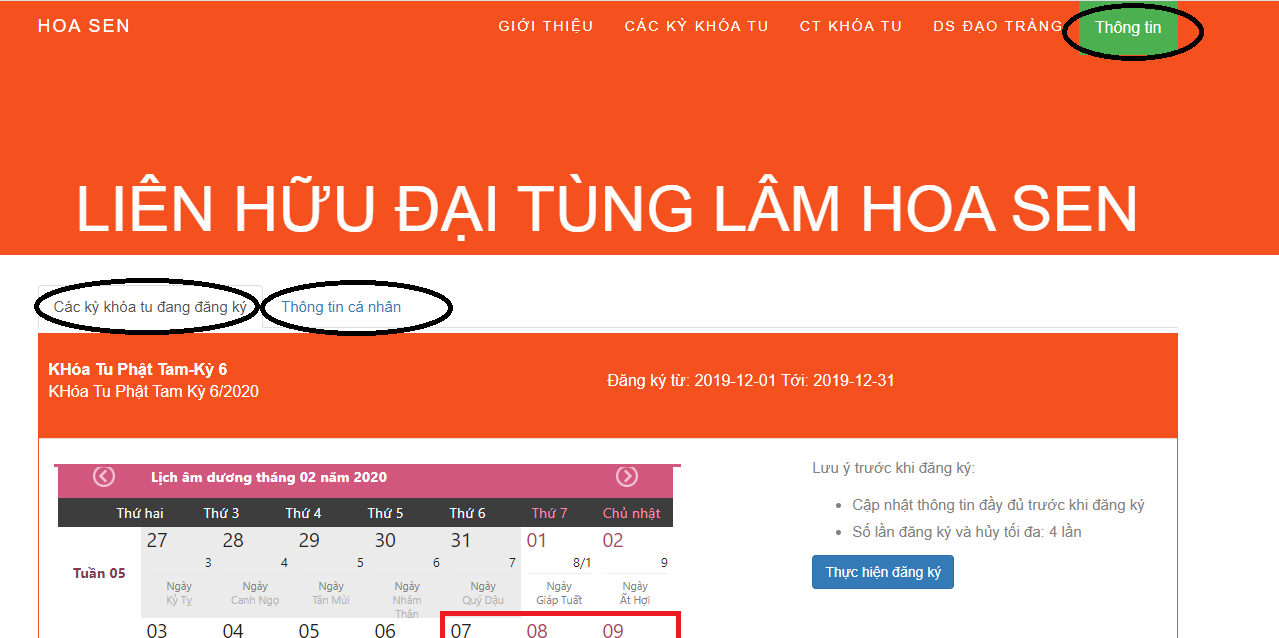 HOA SEN
GIỚI THIỆU CÁC KỲ KHÓA TU CT KHÓA TU DS ĐẠO TRÀNG Thông tin
LIÊN HỮU ĐẠI TÙNG LÂM HOA SEN
Các kỳ khóa tu đang đăng ký Thông tin cá nhân
KHóa Tu Phật Tam-Kỳ 6
KHóa Tu Phật Tam Kỳ 6/2020
Đăng ký từ: 2019-12-01 Tới: 2019-12-31
Lịch âm dương tháng 02 năm 2020
Thứ hai Thứ 3 Thứ 4 Thứ 5 Thứ 6 Thứ 7 Chủ nhật
Tuần 05
27 28 29 30 31 01 02
3 4 5 6 7 8/1 9
Ngày Ngày Ngày Ngày Ngày Ngày Ngày
Kỷ Tỵ Canh Ngọ Tân Mùi Nhâm Thân Quý Dậu Giáp Tuất Ất Hợi
03 04 05 06 07 08 09
Lưu ý trước khi đăng ký:
Cập nhật thông tin đầy đủ trước khi đăng ký
Số lần đăng ký và hủy tối đa: 4 lần
Thực hiện đăng ký